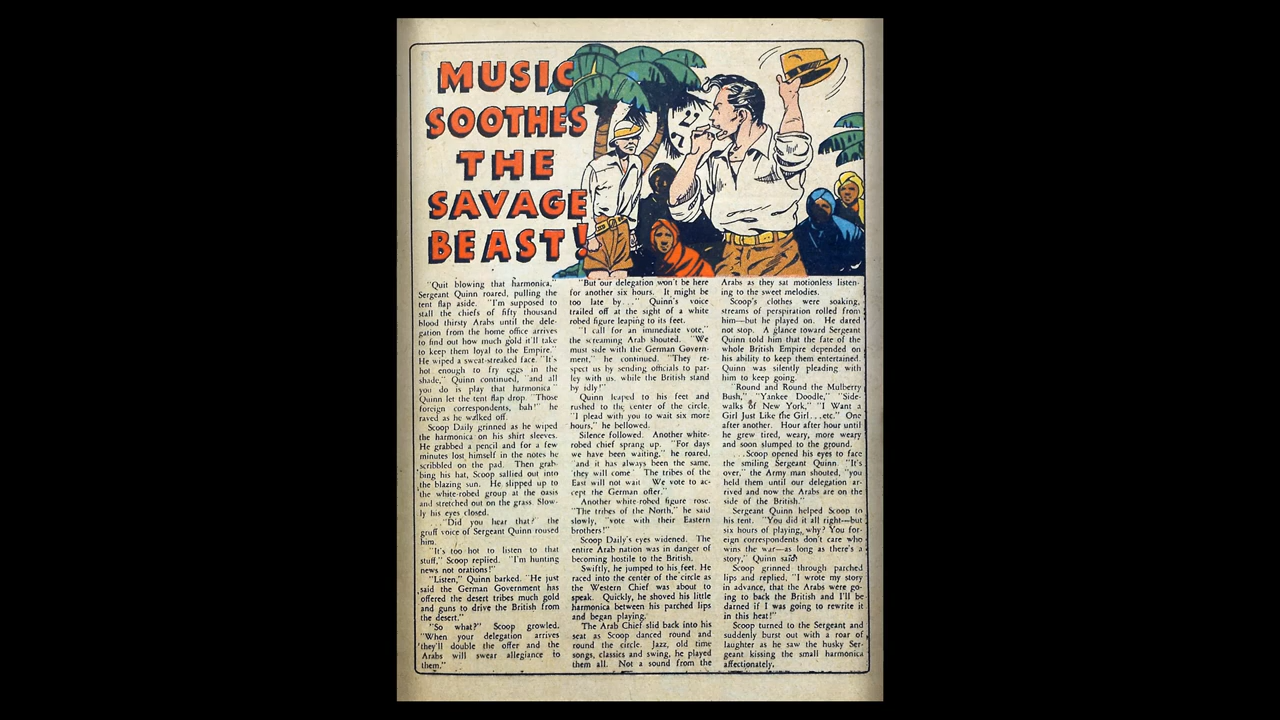 MUSIC
SOOTHES
THE
SAVAGE
BEAST!
"Quit blowing that harmonica,"
Sergeant Quinn roared, pulling the
tent flap aside. "I'm supposed to
stall the chiefs of fifty thousand
blood thirsty Arabs until the dele-
gation from the home office arrives
to find out how much gold it'll take
to keep them loyal to the Empire."
He wiped a sweat-streaked face. "It's
hot enough to fry eggs in the
shade," Quinn continued, "and all
you do is play that harmonica"
Quinn let the tent flap drop. "Those
foreign correspondents, bah!" he
raved as he walked off.
Scoop Daily grinned as he wiped
the harmonica on his shirt sleeves.
He grabbed a pencil and for a few
minutes lost himself in the notes he
scribbled on the pad. Then grab-
bing his hat, Scoop sallied out into
the blazing sun. He slipped up to
the white-robed group at the oasis
and stretched out on the grass. Slow-
ly his eyes closed.
. . . "Did you hear that?" the
gruff voice of Sergeant Quinn roused
him.
"It's too hot to listen to that
stuff," Scoop replied. "I'm hunting
news not orations!"
"Listen," Quinn barked. "He just
said the German Government has
offered the desert tribes much gold
and guns to drive the British from
the desert."
"So what?" Scoop growled.
"When your delegation arrives
they'll double the offer and the
Arabs will swear allegiance to
them."
"But our delegation won't be here
for another six hours. It might be
too late by. . ." Quinn's voice
trailed off at the sight of a white
robed figure leaping to its feet.
"I call for an immediate vote,"
the screaming Arab shouted. "We
must side with the German Govern-
ment," he continued. "They re-
spect us by sending officials to par-
ley with us, while the British stand
by idly!"
Quinn leaped to his feet and
rushed to the center of the circle.
"I plead with you to wait six more
hours," he bellowed.
Silence followed. Another white-
robed chief sprang up. "For days
we have been waiting," he roared,
"and it has always been the same,
'they will come' The tribes of the
East will not wait We vote to ac-
cept the German offer."
Another white-robed figure rose.
"The tribes of the North," he said
slowly, "vote with their Eastern
brothers!"
Scoop Daily's eyes widened. The
entire Arab nation was in danger of
becoming hostile to the British.
Swiftly, he jumped to his feet. He
raced into the center of the circle as
the Western Chief was about to
speak. Quickly, he shoved his little
harmonica between his parched lips
and began playing.
The Arab Chief slid back into his
seat as Scoop danced round and
round the circle. Jazz, old time
songs, classics and swing, he played
them all. Not a sound from the
Arabs as they sat motionless listen-
ing to the sweet melodies.
Scoop's clothes were soaking,
streams of perspiration rolled from
him—but he played on. He dared
not stop. A glance toward Sergeant
Quinn told him that the fate of the
whole British Empire depended on
his ability to keep them entertained.
Quinn was silently pleading with
him to keep going.
"Round and Round the Mulberry
Bush," "Yankee Doodle," "Side-
walks of New York," "I Want a
Girl Just Like the Girl . . . etc." One
after another. Hour after hour until
he grew tired, weary, more weary
and soon slumped to the ground.
. . . Scoop opened his eyes to face
the smiling Sergeant Quinn. "It's
over," the Army man shouted, "you
held them until our delegation ar-
rived and now the Arabs are on the
side of the British."
Sergeant Quinn helped Scoop to
his tent. "You did it all right—but
six hours of playing, why? You for-
eign correspondents don't care who
wins the war—as long as there's a
story," Quinn said.
Scoop grinned through parched
lips and replied, "I wrote my story
in advance, that the Arabs were go-
ing to back the British and I'll be
darned if I was going to rewrite it
in this heat!"
Scoop turned to the Sergeant and
suddenly burst out with a roar of
laughter as he saw the husky Ser-
geant kissing the small harmonica
affectionately.